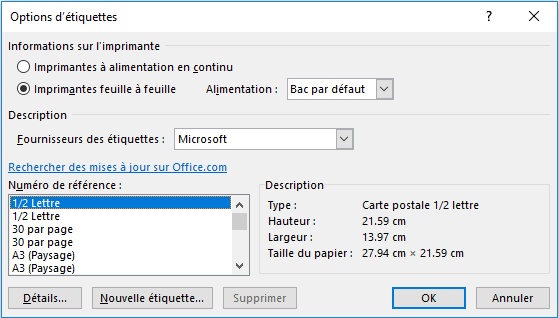 Options d'étiquettes
?
Informations sur l'imprimante
Imprimantes à alimentation en continu
Imprimantes feuille à feuille Alimentation : Bac par défaut
Description
Fournisseurs des étiquettes : Microsoft
Rechercher des mises à jour sur Office.com
Numéro de référence :
1/2 Lettre
1/2 Lettre
30 par page
30 par page
A3 (Paysage)
A3 (Paysage)
Description
Type : Carte postale 1/2 lettre
Hauteur : 21.59 cm
Largeur : 13.97 cm
Taille du papier : 27.94 cm × 21.59 cm
Détails... Nouvelle étiquette... Supprimer OK Annuler